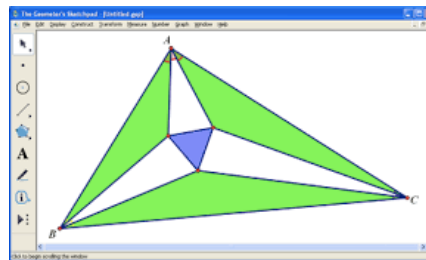 The Geometer's Sketchpad - [Untitled.gsp]
File Edit Display Construct Transform Measure Number Graph Window Help
A
A
B
C
Click to begin scrolling the window